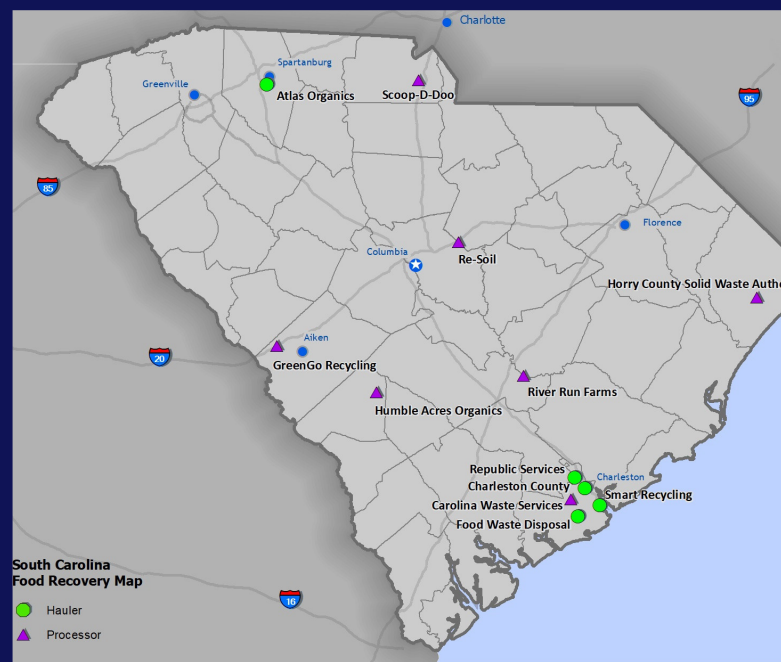 Charlotte
Spartanburg
Greenville
Atlas Organics
Scoop-D-Doo
95
85
Florence
Columbia
Re-Soil
Horry County Solid Waste Autho
Aiken
20
GreenGo Recycling
River Run Farms
Humble Acres Organics
Republic Services
Charleston
Charleston County
Smart Recycling
Carolina Waste Services
Food Waste Disposal
South Carolina
Food Recovery Map
16
Hauler
Processor